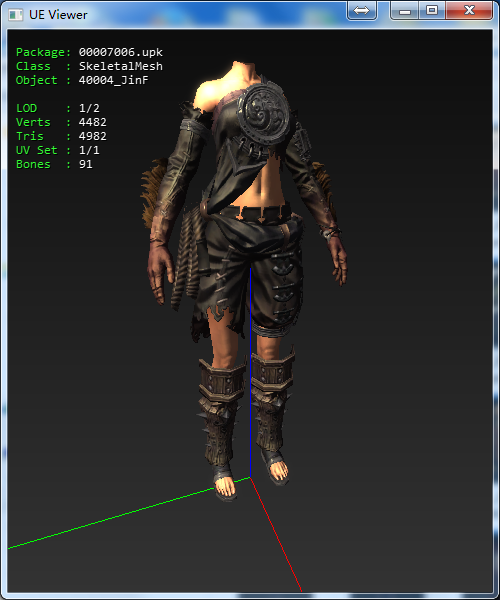 UE Viewer
Package: 00007006.upk
Class : SkeletalMesh
Object : 40004_JinF
LOD : 1/2
Verts : 4482
Tris : 4982
UV Set : 1/1
Bones : 91